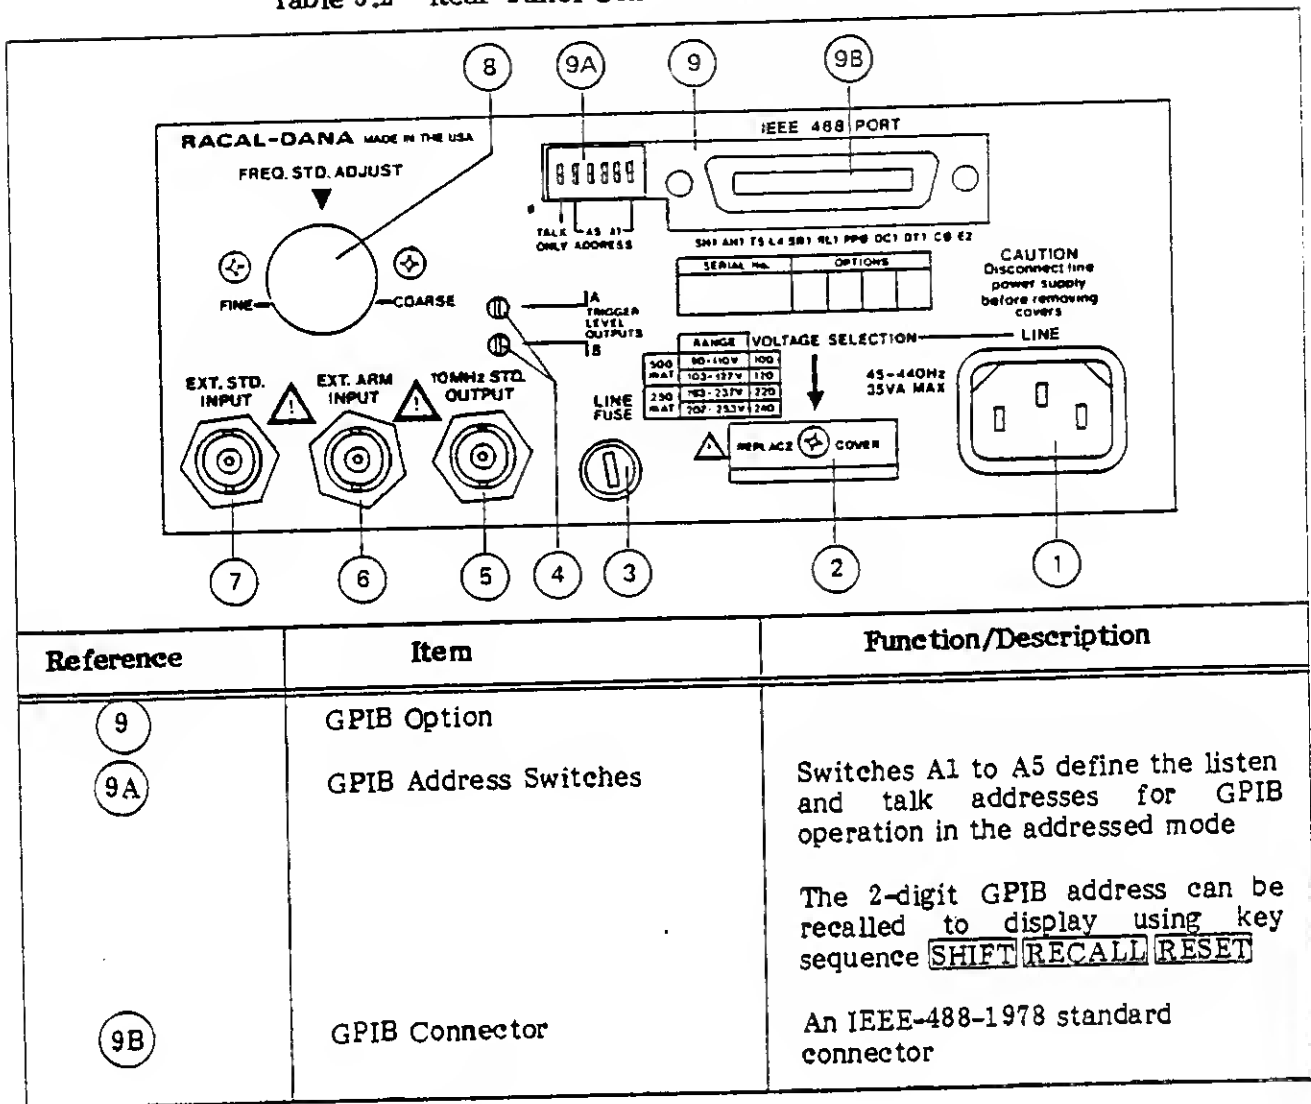 Table 3.2
8
9A
9
9B
RACAL-DANA MADE IN THE USA
IEEE 488 PORT
FREQ. STD. ADJUST
TALK
ONLY
A5 A1
ADDRESS
SH1 AH1 T5 L4 SR1 RL1 PP0 DC1 DT1 C0 E2
SERIAL No.
OPTIONS
CAUTION
Disconnect line
power supply
before removing
covers
FINE
COARSE
A
TRIGGER
LEVEL
OUTPUTS
B
RANGE
VOLTAGE SELECTION
LINE
500
mAT
90-110V 100
103-127V 120
250
mAT
193-237V 220
207-253V 240
45-440Hz
35VA MAX
EXT. STD.
INPUT
EXT. ARM
INPUT
10MHz STD.
OUTPUT
LINE
FUSE
REPLACE COVER
7
6
5
4
3
2
1
Reference
Item
Function/Description
9
GPIB Option
9A
GPIB Address Switches
Switches A1 to A5 define the listen
and talk addresses for GPIB
operation in the addressed mode
The 2-digit GPIB address can be
recalled to display using key
sequence SHIFT RECALL RESET
9B
GPIB Connector
An IEEE-488-1978 standard
connector